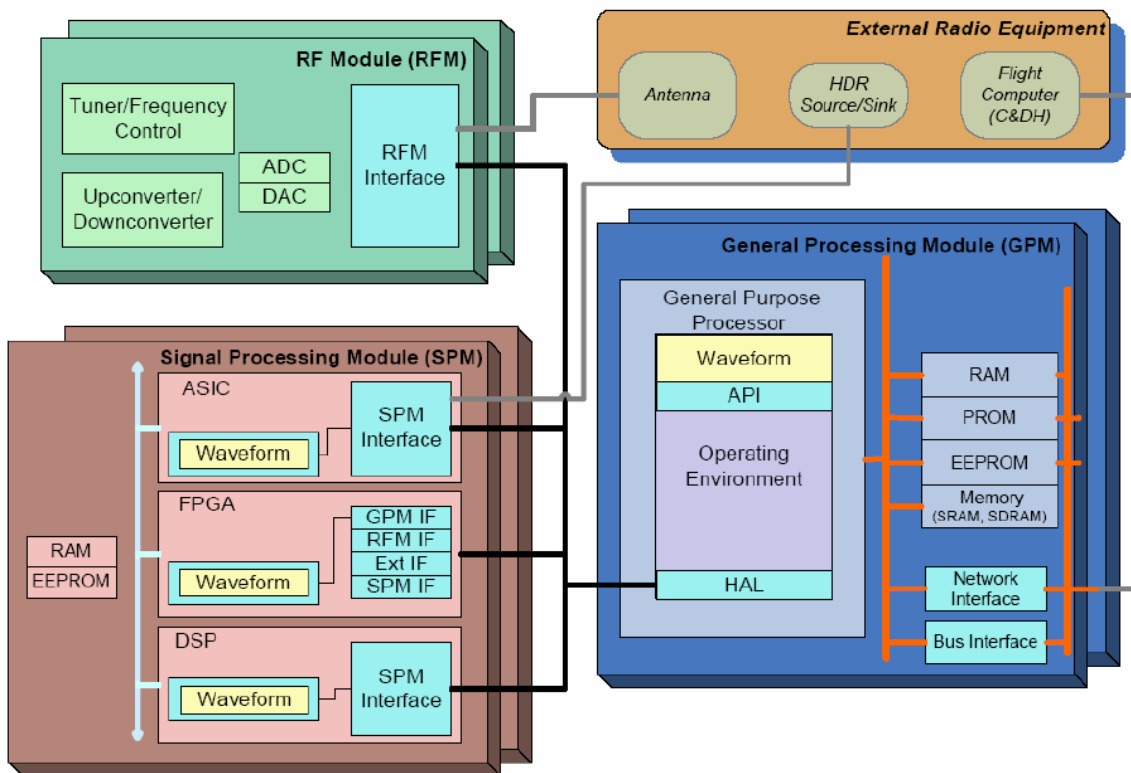 RF Module (RFM)
Tuner/Frequency
Control
ADC
DAC
Upconverter/
Downconverter
RFM
Interface
External Radio Equipment
Antenna
HDR
Source/Sink
Flight
Computer
(C&DH)
Signal Processing Module (SPM)
ASIC
Waveform
SPM
Interface
FPGA
Waveform
GPM IF
RFM IF
Ext IF
SPM IF
RAM
EEPROM
DSP
Waveform
SPM
Interface
General Processing Module (GPM)
General Purpose
Processor
Waveform
API
Operating
Environment
HAL
RAM
PROM
EEPROM
Memory
(SRAM, SDRAM)
Network
Interface
Bus Interface